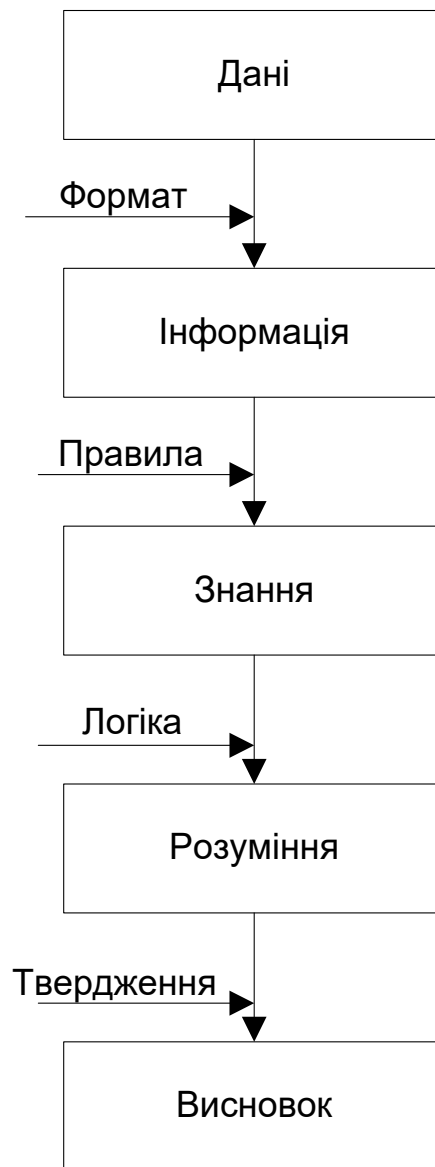 Дані
Формат
Інформація
Правила
Знання
Логіка
Розуміння
Твердження
Висновок